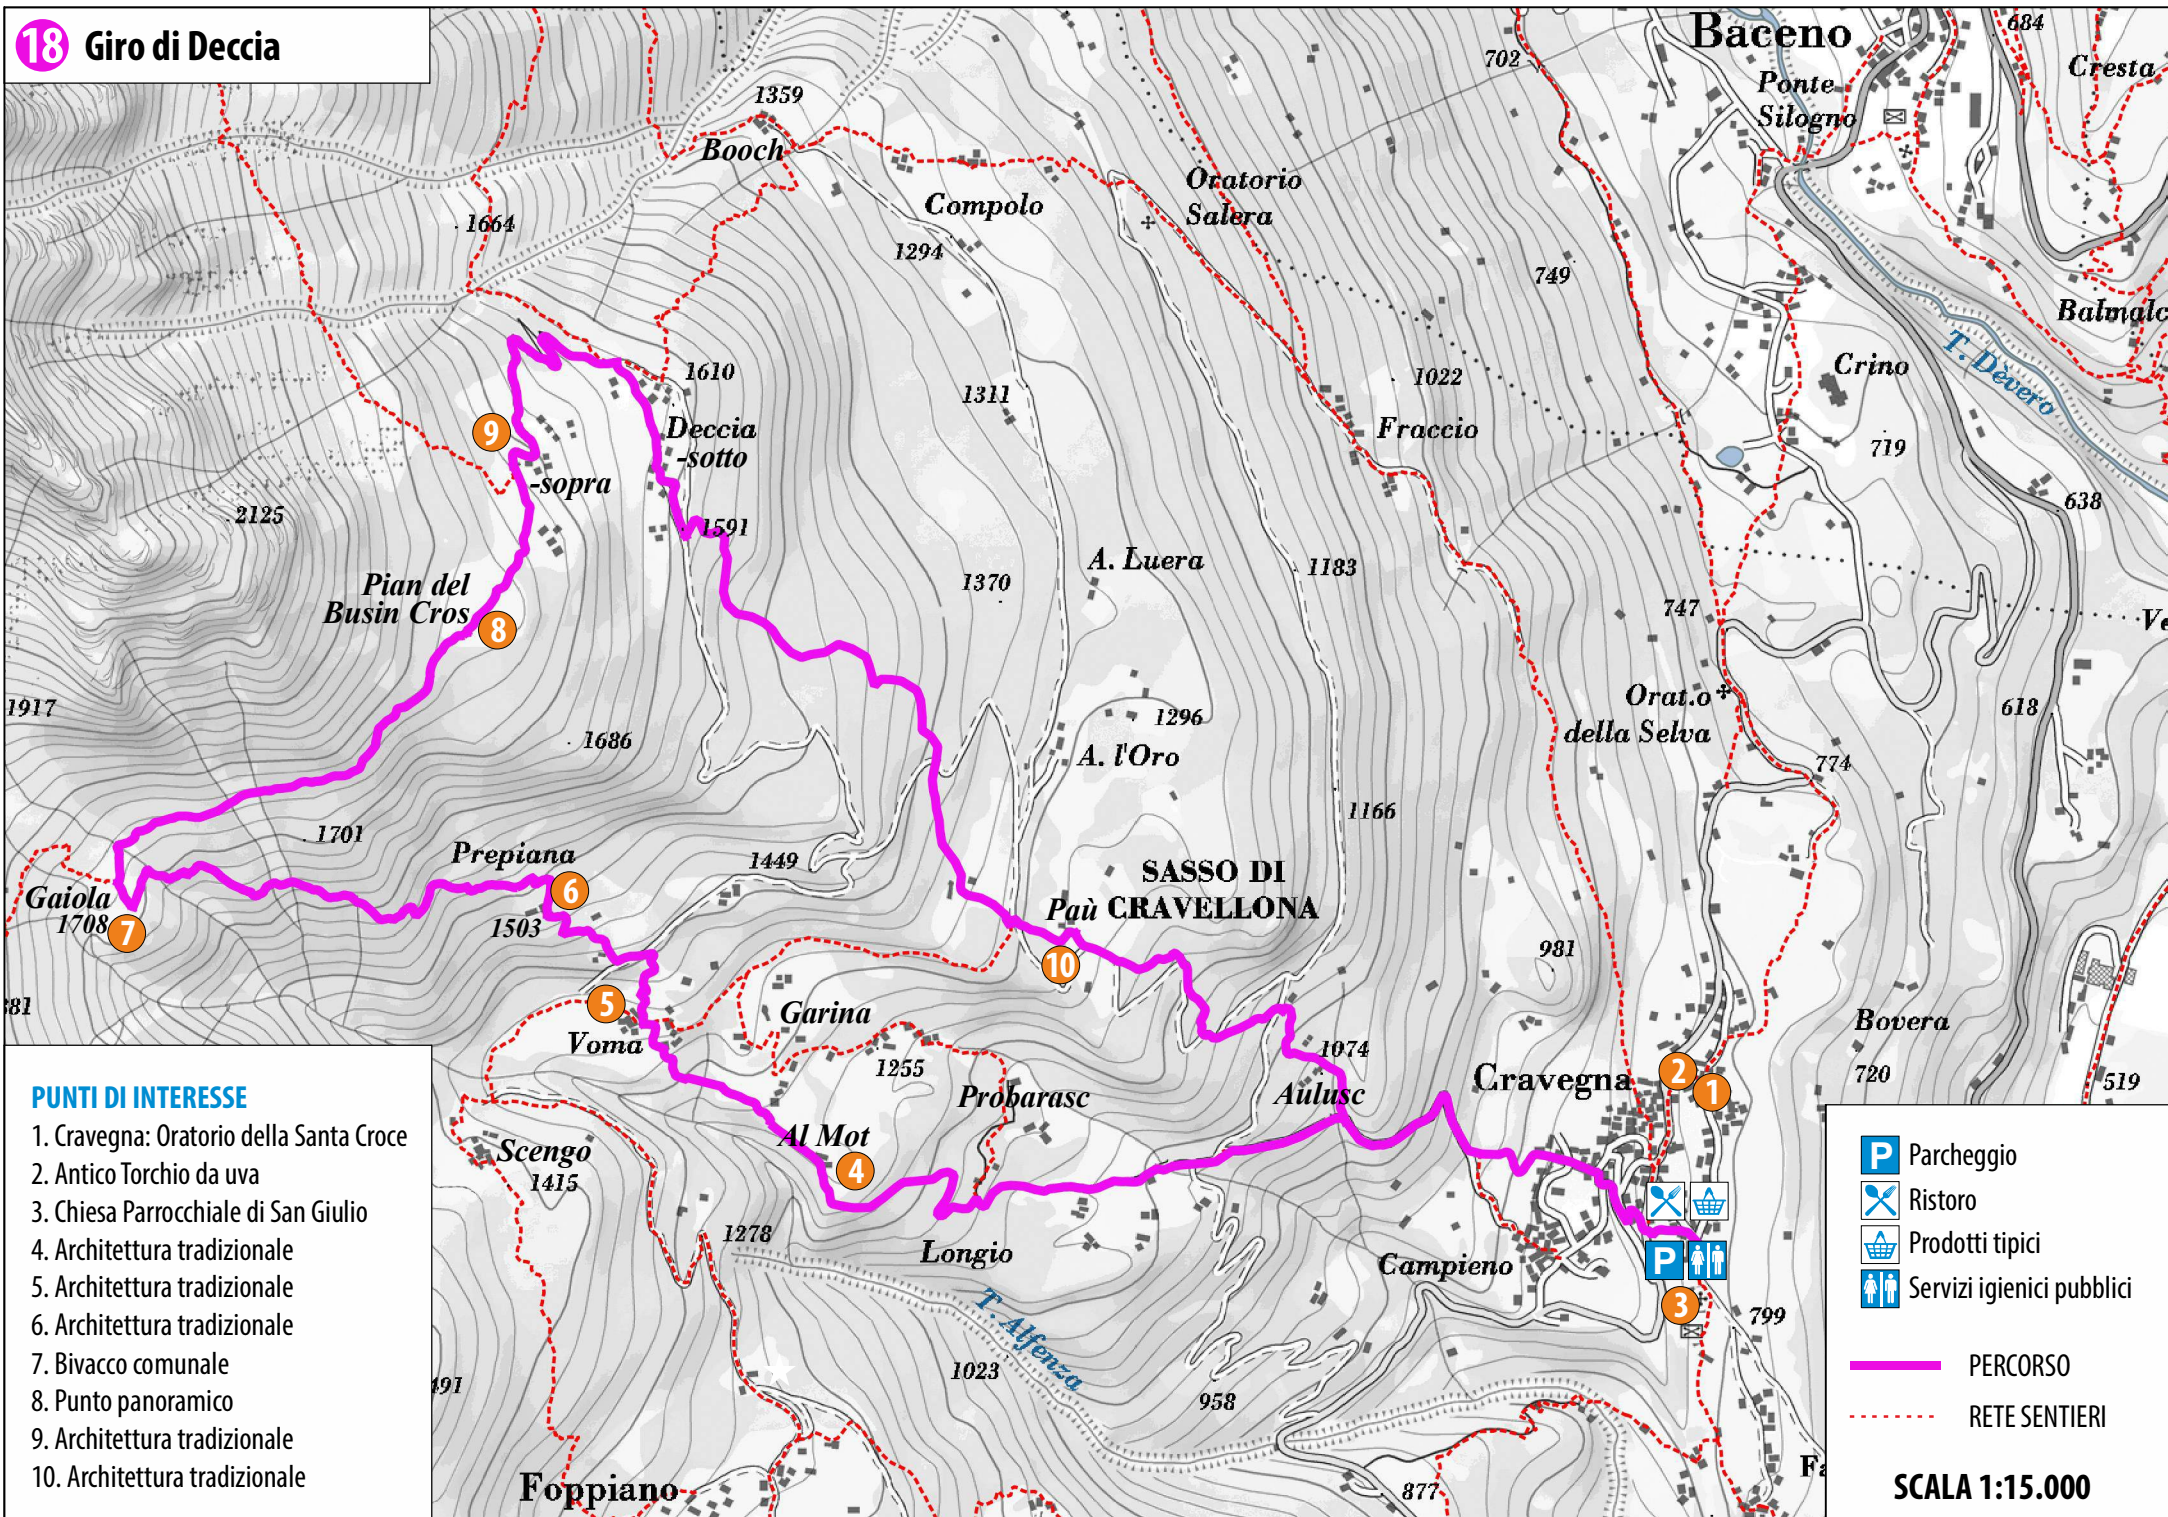 18 Giro di Deccia
Baceno
684
Cresta
Ponte
Silogno
702
1359
Booch
Oratorio
Salera
Compolo
1294
1664
749
Balmalc
T. Dèvero
Crino
1610
1022
1311
Fraccio
719
9
Deccia
-sotto
-sopra
2125
638
1591
A. Luera
1183
1370
Pian del
Busin Cros
8
747
1917
Orat.o
della Selva
618
1296
A. l'Oro
1686
774
1166
1701
Prepiana
1449
SASSO DI
CRAVELLONA
Paù
6
Gaiola
1708
7
1503
10
981
5
Voma
Garina
1255
1074
Bovera
720
519
Cravegna
2
1
Aulusc
Probarasc
Al Mot
4
Scengo
1415
1278
Longio
Campieno
P
3
799
T. Alfenza
1023
958
491
877
Foppiano
PUNTI DI INTERESSE
1. Cravegna: Oratorio della Santa Croce
2. Antico Torchio da uva
3. Chiesa Parrocchiale di San Giulio
4. Architettura tradizionale
5. Architettura tradizionale
6. Architettura tradizionale
7. Bivacco comunale
8. Punto panoramico
9. Architettura tradizionale
10. Architettura tradizionale
P Parcheggio
Ristoro
Prodotti tipici
Servizi igienici pubblici
PERCORSO
RETE SENTIERI
SCALA 1:15.000